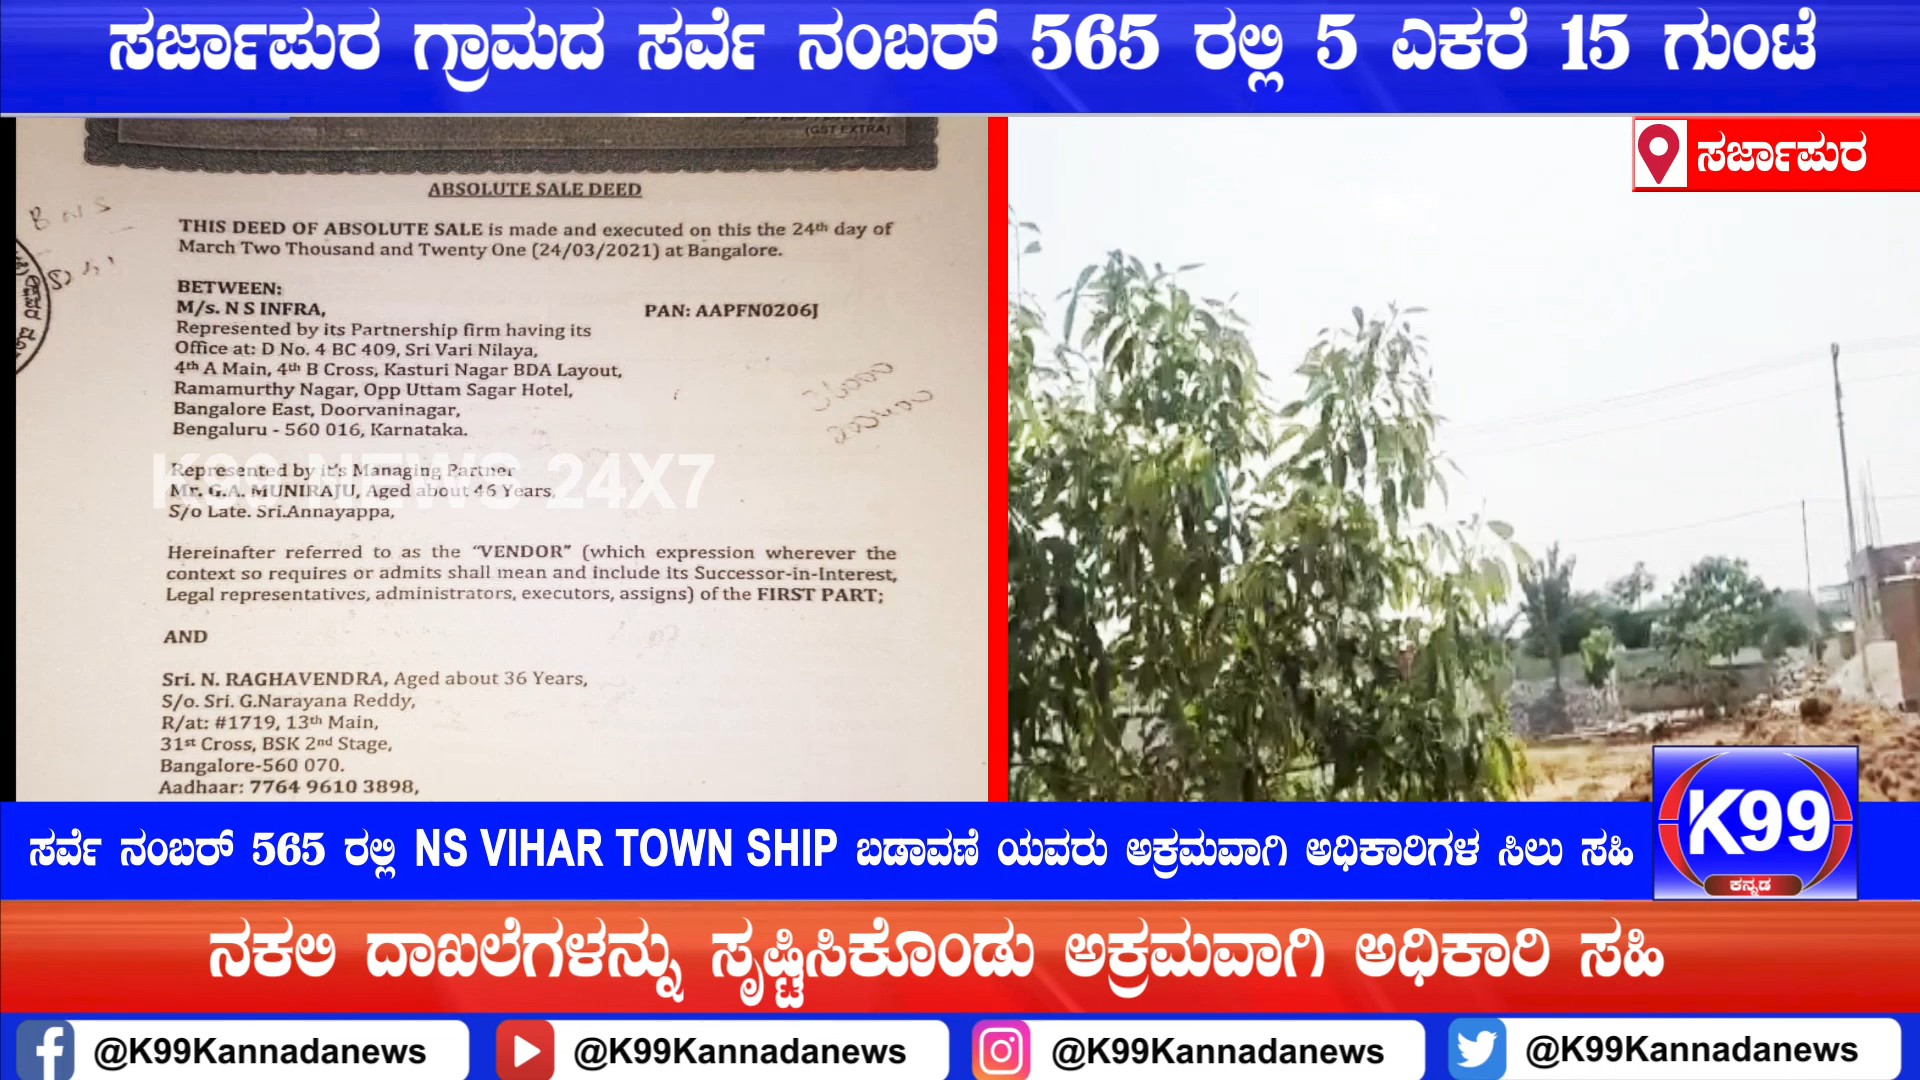 ಸರ್ಜಾಪುರ ಗ್ರಾಮದ ಸರ್ವೆ ನಂಬರ್ 565 ರಲ್ಲಿ 5 ಎಕರೆ 15 ಗುಂಟೆ
ಸರ್ಜಾಪುರ
(GST EXTRA)
ABSOLUTE SALE DEED
THIS DEED OF ABSOLUTE SALE is made and executed on this the 24th day of
March Two Thousand and Twenty One (24/03/2021) at Bangalore.
BETWEEN:
M/s. N S INFRA, PAN: AAPFN0206J
Represented by its Partnership firm having its
Office at: D No. 4 BC 409, Sri Vari Nilaya,
4th A Main, 4th B Cross, Kasturi Nagar BDA Layout,
Ramamurthy Nagar, Opp Uttam Sagar Hotel,
Bangalore East, Doorvaninagar,
Bengaluru - 560 016, Karnataka.
Represented by it's Managing Partner
Mr. G.A. MUNIRAJU, Aged about 46 Years,
S/o Late. Sri.Annayappa,
K99 NEWS 24X7
Hereinafter referred to as the "VENDOR" (which expression wherever the
context so requires or admits shall mean and include its Successor-in-Interest,
Legal representatives, administrators, executors, assigns) of the FIRST PART;
AND
Sri. N. RAGHAVENDRA, Aged about 36 Years,
S/o. Sri. G.Narayana Reddy,
R/at: #1719, 13th Main,
31st Cross, BSK 2nd Stage,
Bangalore-560 070.
Aadhaar: 7764 9610 3898,
ಸರ್ವೆ ನಂಬರ್ 565 ರಲ್ಲಿ NS VIHAR TOWN SHIP ಬಡಾವಣೆ ಯವರು ಅಕ್ರಮವಾಗಿ ಅಧಿಕಾರಿಗಳ ಸಿಲು ಸಹಿ
K99
ಕನ್ನಡ
ನಕಲಿ ದಾಖಲೆಗಳನ್ನು ಸೃಷ್ಟಿಸಿಕೊಂಡು ಅಕ್ರಮವಾಗಿ ಅಧಿಕಾರಿ ಸಹಿ
@K99Kannadanews @K99Kannadanews @K99Kannadanews @K99Kannadanews